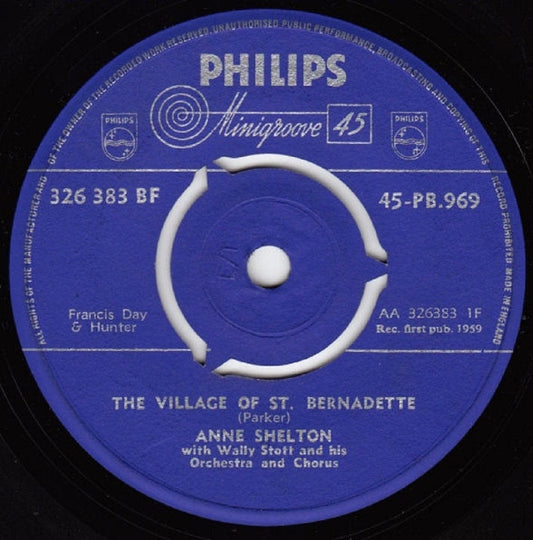 ALL RIGHTS OF THE MANUFACTURER AND OF THE OWNER OF THE RECORDED WORK RESERVED. UNAUTHORISED PUBLIC PERFORMANCE, BROADCASTING AND COPYING OF THIS RECORD PROHIBITED MADE IN ENGLAND
PHILIPS
Minigroove 45
PHILIPS
PHILIPS
326 383 BF
45-PB.969
Francis Day
& Hunter
AA 326383 1F
Rec. first pub. 1959
THE VILLAGE OF ST. BERNADETTE
(Parker)
ANNE SHELTON
with Wally Stott and his
Orchestra and Chorus